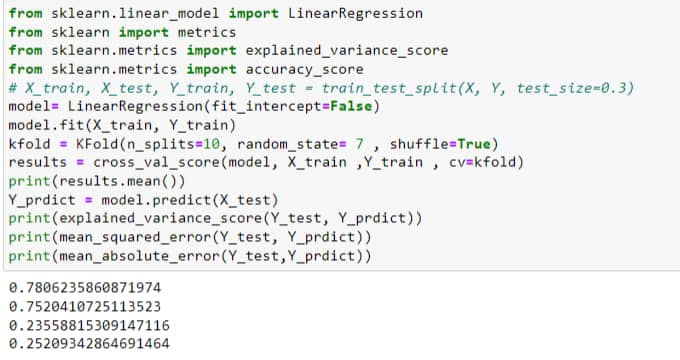 from sklearn.linear_model import LinearRegression
from sklearn import metrics
from sklearn.metrics import explained_variance_score
from sklearn.metrics import accuracy_score
# X_train, X_test, Y_train, Y_test = train_test_split(X, Y, test_size=0.3)
model= LinearRegression(fit_intercept=False)
model.fit(X_train, Y_train)
kfold = KFold(n_splits=10, random_state= 7 , shuffle=True)
results = cross_val_score(model, X_train ,Y_train , cv=kfold)
print(results.mean())
Y_prdict = model.predict(X_test)
print(explained_variance_score(Y_test, Y_prdict))
print(mean_squared_error(Y_test, Y_prdict))
print(mean_absolute_error(Y_test,Y_prdict))
0.7806235860871974
0.7520410725113523
0.23558815309147116
0.25209342864691464